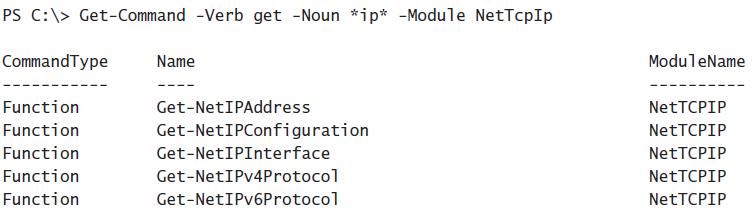 PS C:\> Get-Command -Verb get -Noun *ip* -Module NetTcpIp
CommandType Name ModuleName
----------- ---- ----------
Function Get-NetIPAddress NetTCPIP
Function Get-NetIPConfiguration NetTCPIP
Function Get-NetIPInterface NetTCPIP
Function Get-NetIPv4Protocol NetTCPIP
Function Get-NetIPv6Protocol NetTCPIP